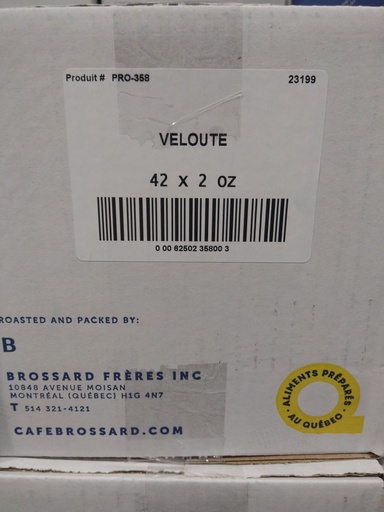 Produit # PRO-358 23199
VELOUTE
42 X 2 OZ
0 00 62502 35800 3
ROASTED AND PACKED BY:
B
BROSSARD FRÈRES INC
10848 AVENUE MOISAN
MONTRÉAL (QUÉBEC) H1G 4N7
T 514 321-4121
CAFEBROSSARD.COM
ALIMENTS PRÉPARÉS
• AU QUÉBEC •